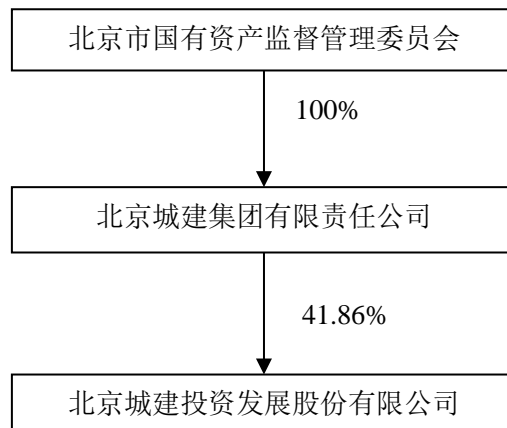 北京市国有资产监督管理委员会
100%
北京城建集团有限责任公司
41.86%
北京城建投资发展股份有限公司